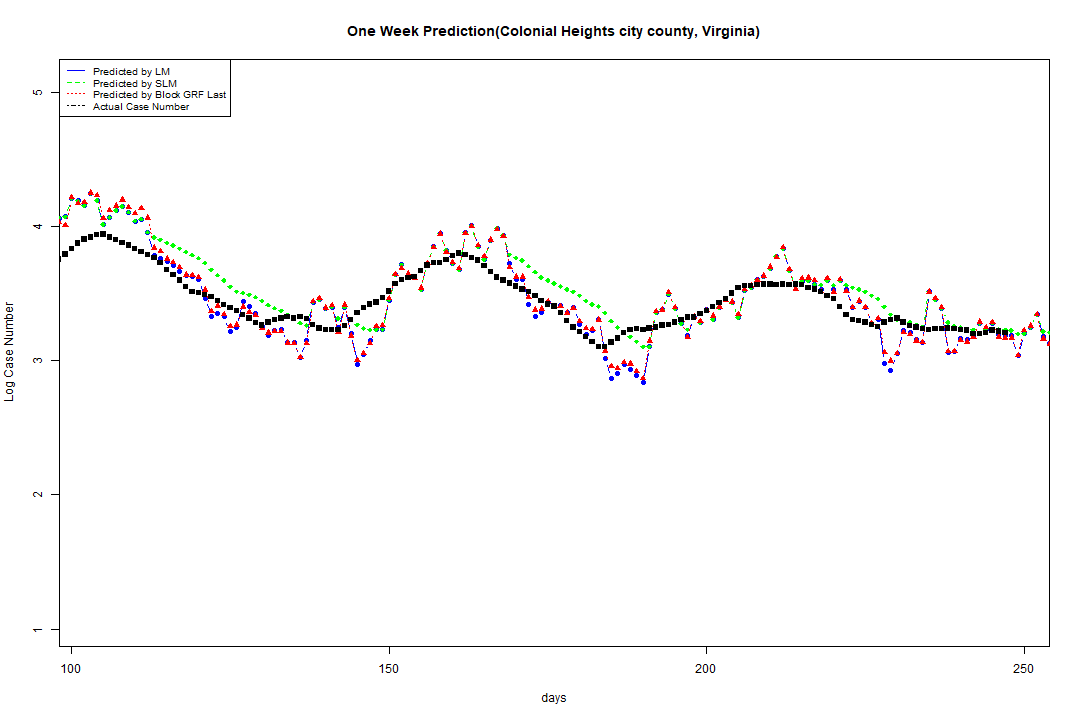 One Week Prediction(Colonial Heights city county, Virginia)
Predicted by LM
Predicted by SLM
Predicted by Block GRF Last
Actual Case Number
5
4
3
2
1
Log Case Number
100
150
200
250
days